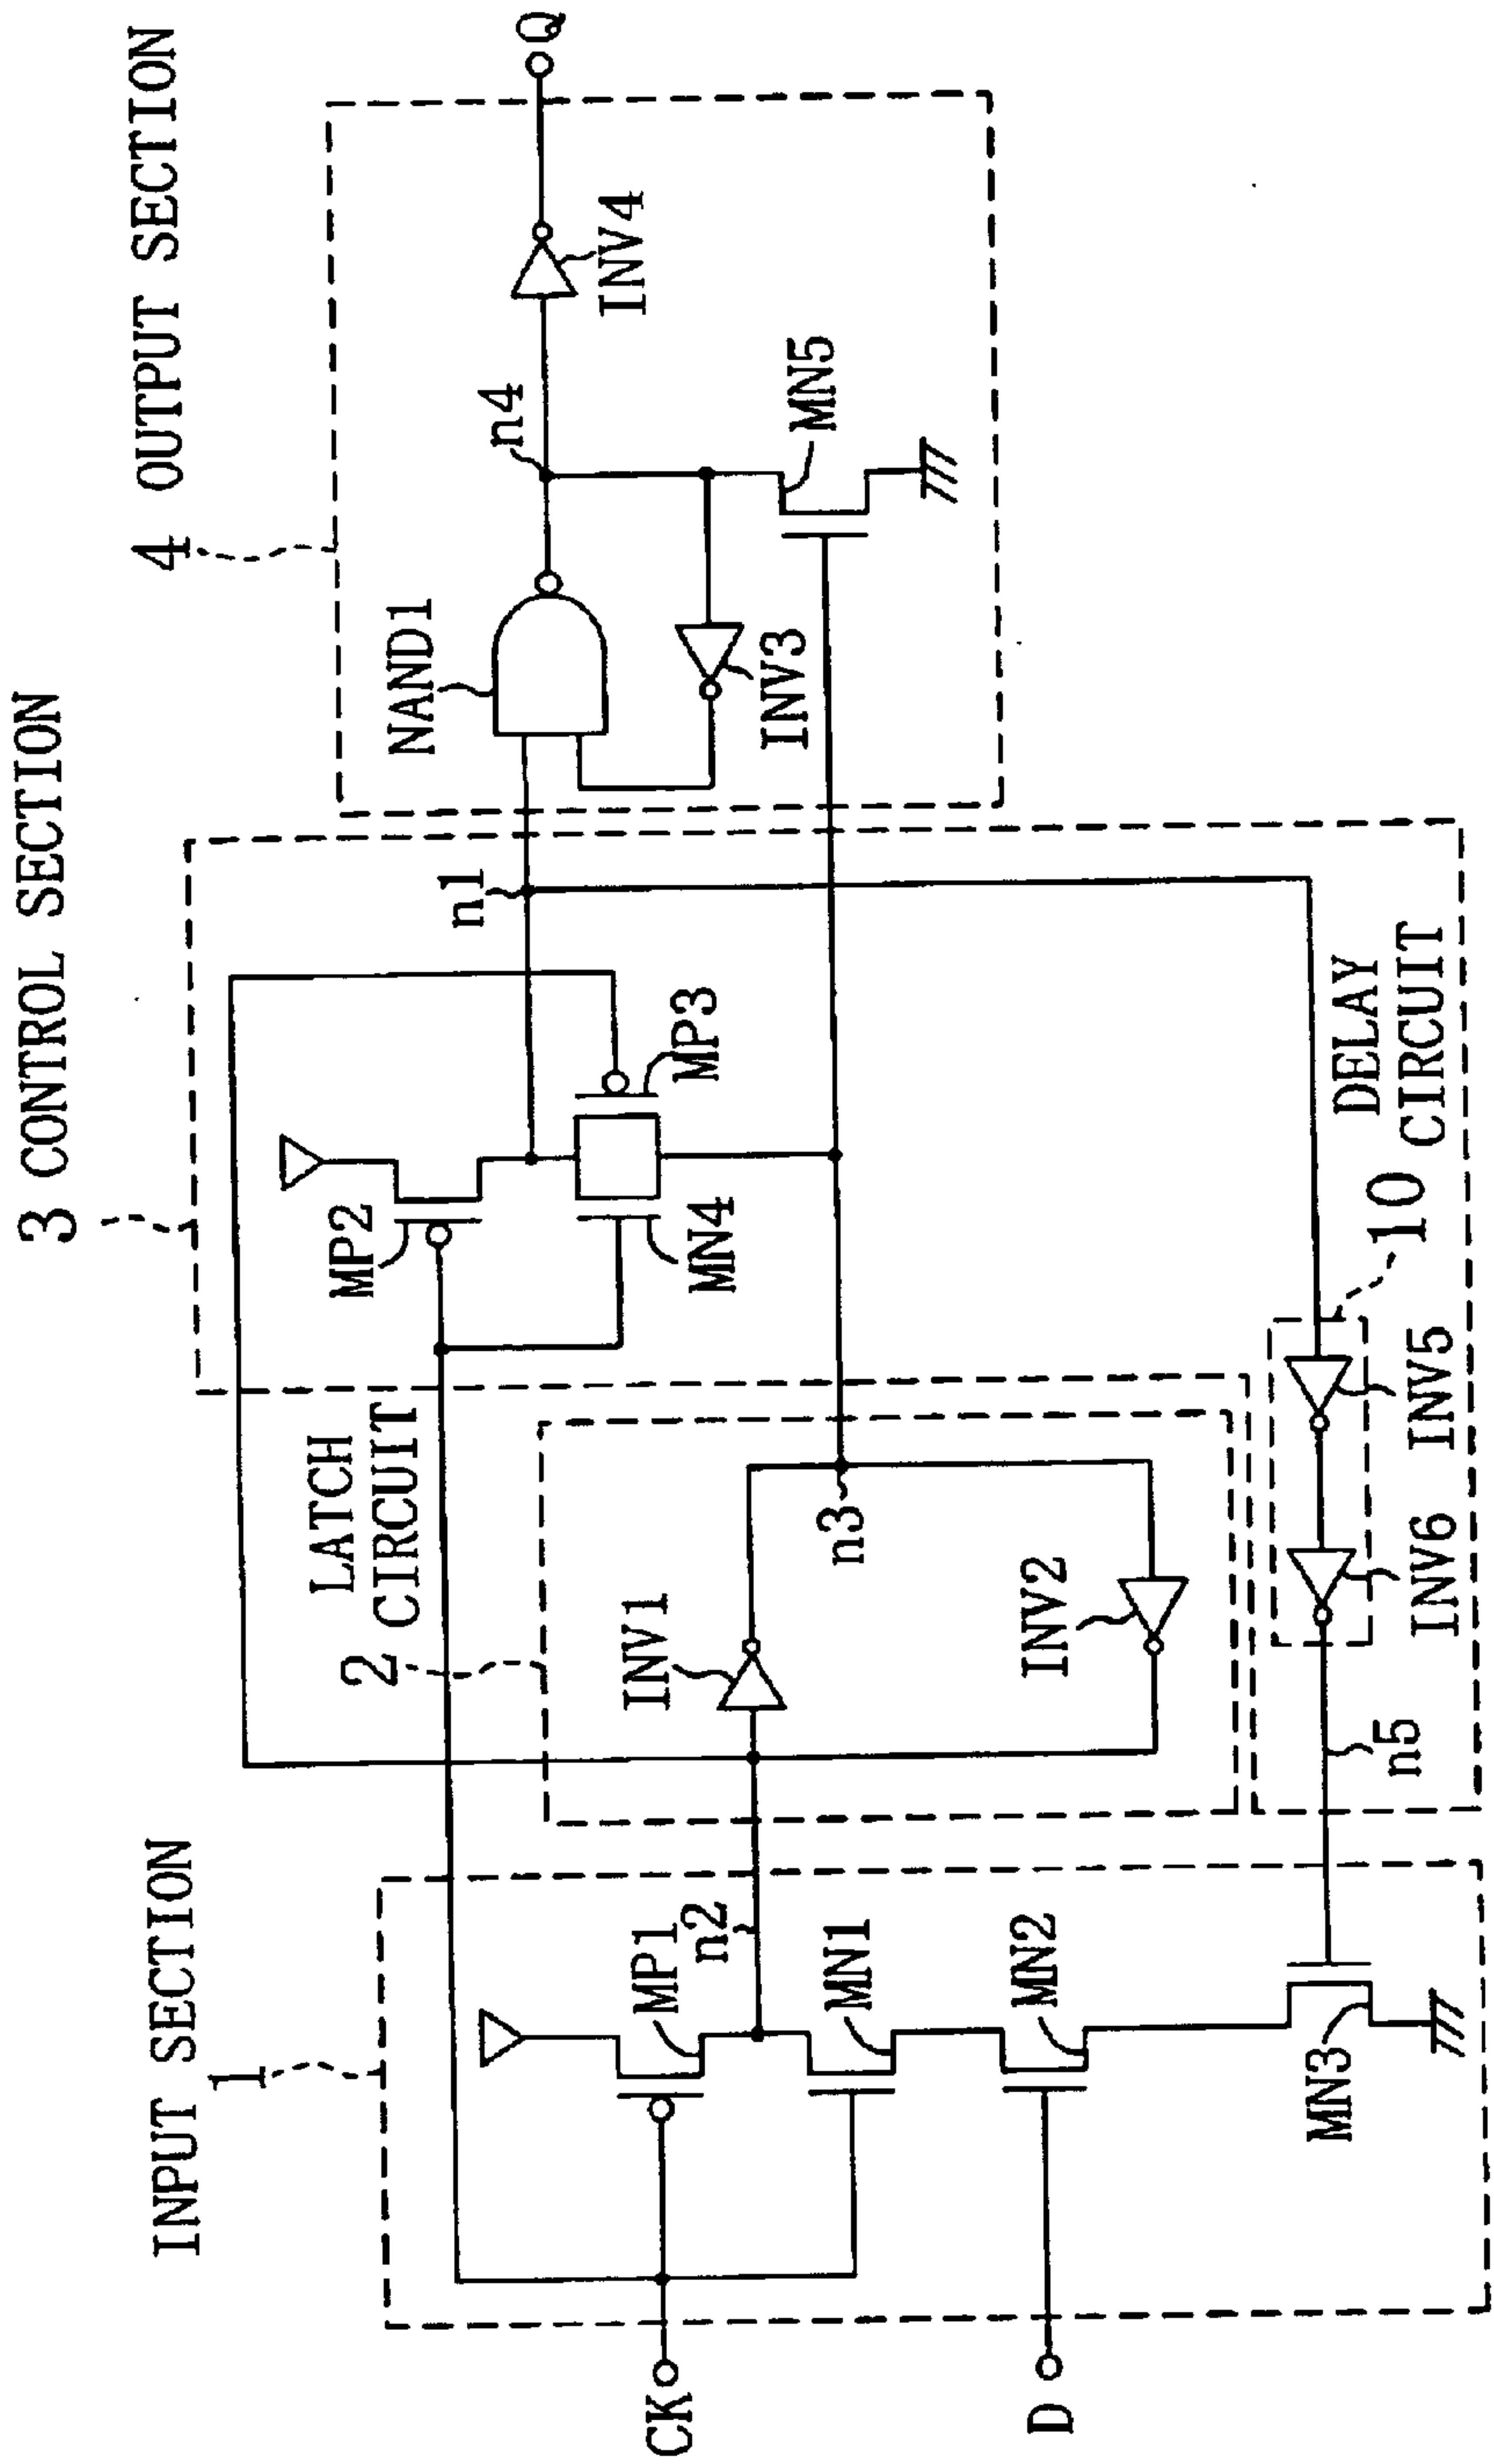 3 CONTROL SECTION
4 OUTPUT SECTION
INPUT SECTION
1
LATCH
2 CIRCUIT
MP2
n1
NAND1
n4
Q
INV4
MP1
n2
INV1
MN4
MP3
INV3
MN5
CK
MN1
n3
MN2
INV2
D
DELAY
10 CIRCUIT
MN3
n5
INV6
INV5